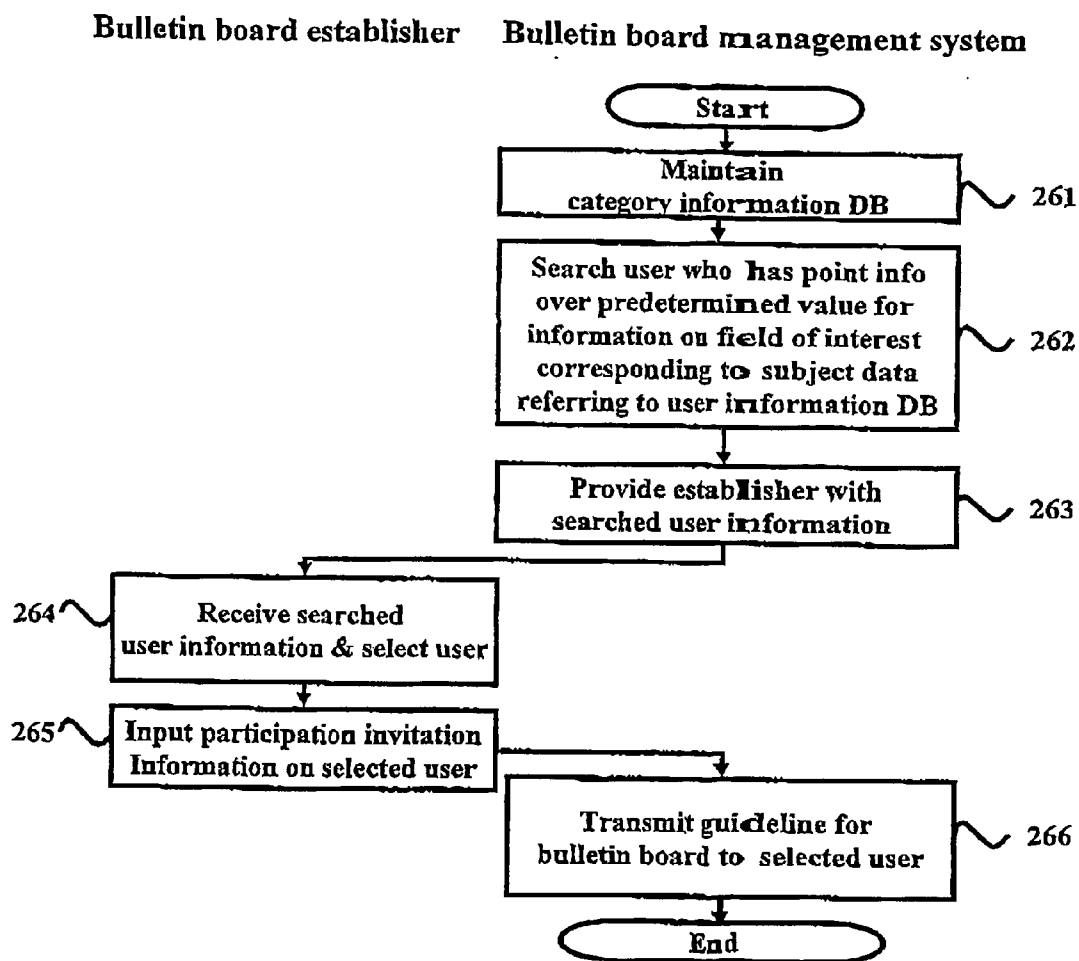 Bulletin board establisher
Bulletin board management system
Start
Maintain
category information DB
261
Search user who has point info
over predetermined value for
information on field of interest
corresponding to subject data
referring to user information DB
262
Provide establisher with
searched user information
263
264
Receive searched
user information & select user
265
Input participation invitation
Information on selected user
Transmit guideline for
bulletin board to selected user
266
End